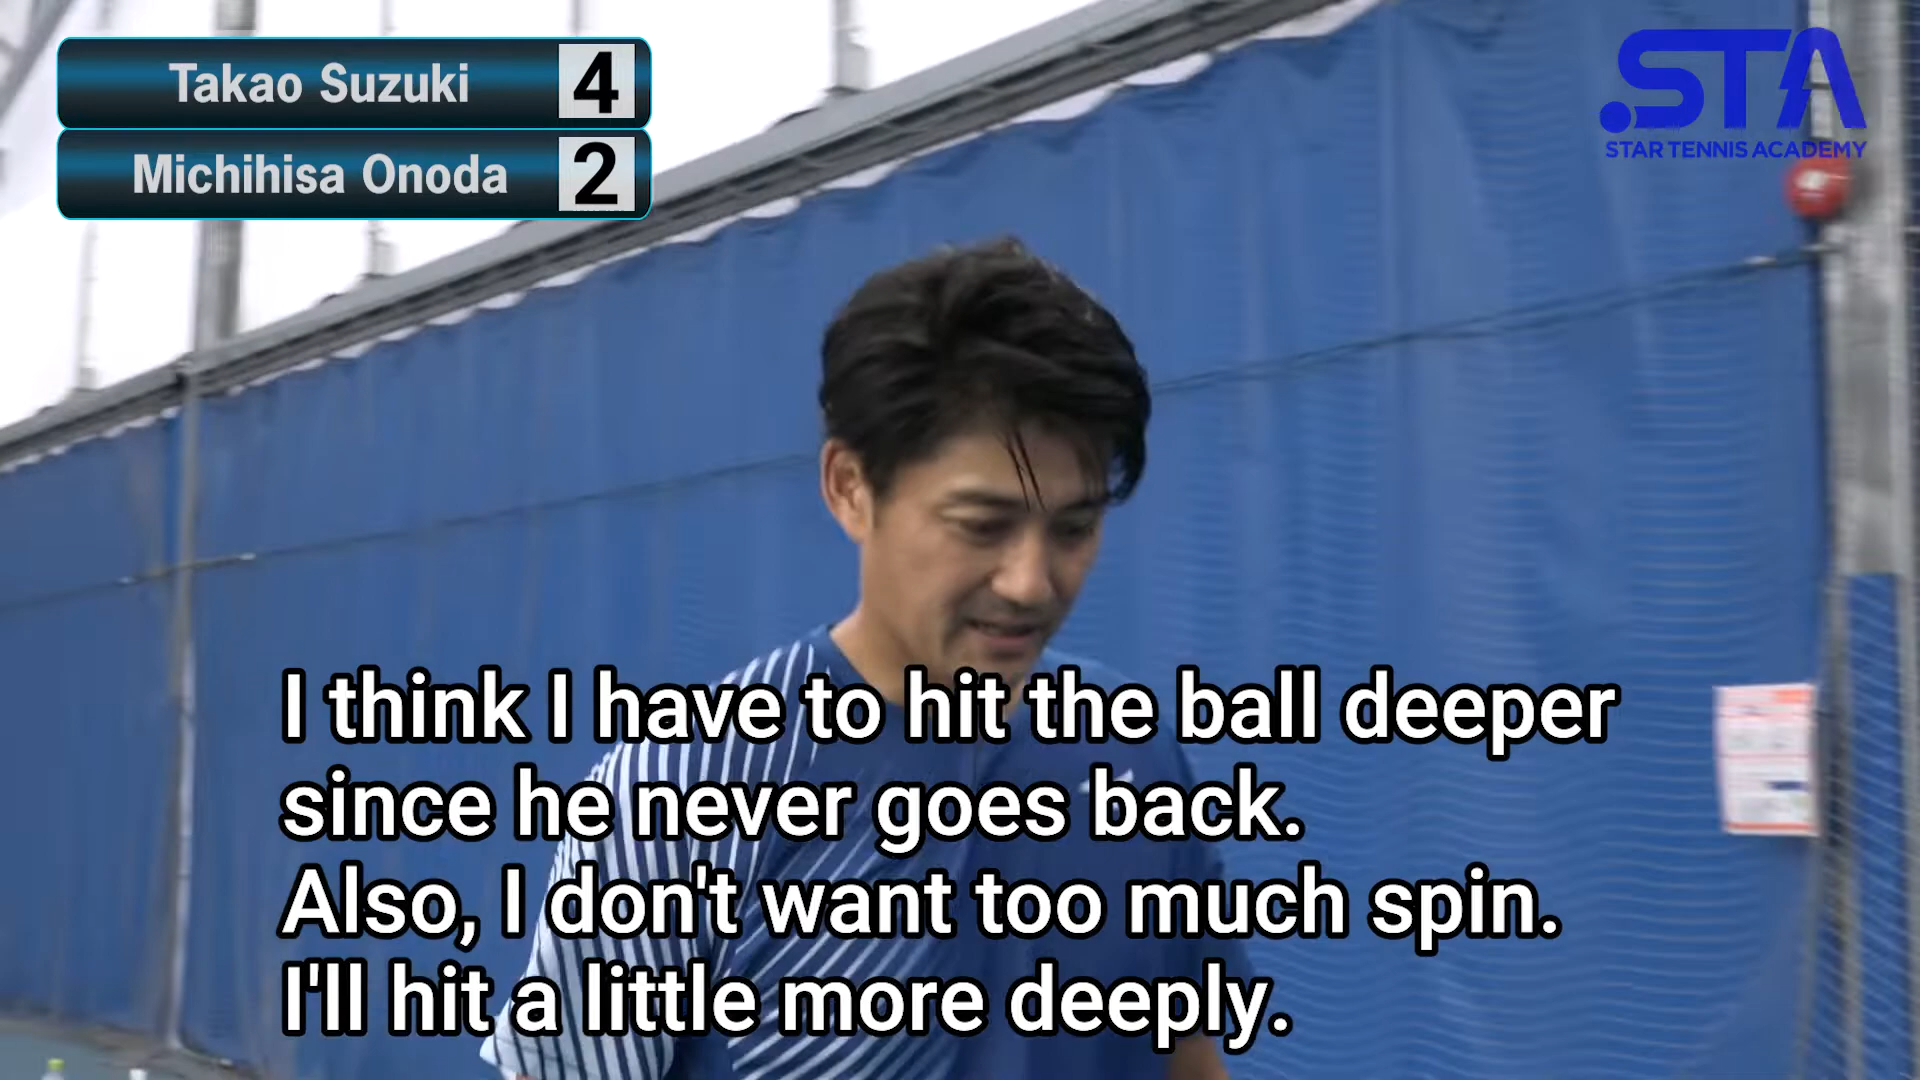 Takao Suzuki 4
Michihisa Onoda 2
STA
STAR TENNIS ACADEMY
I think I have to hit the ball deeper
since he never goes back.
Also, I don't want too much spin.
I'll hit a little more deeply.